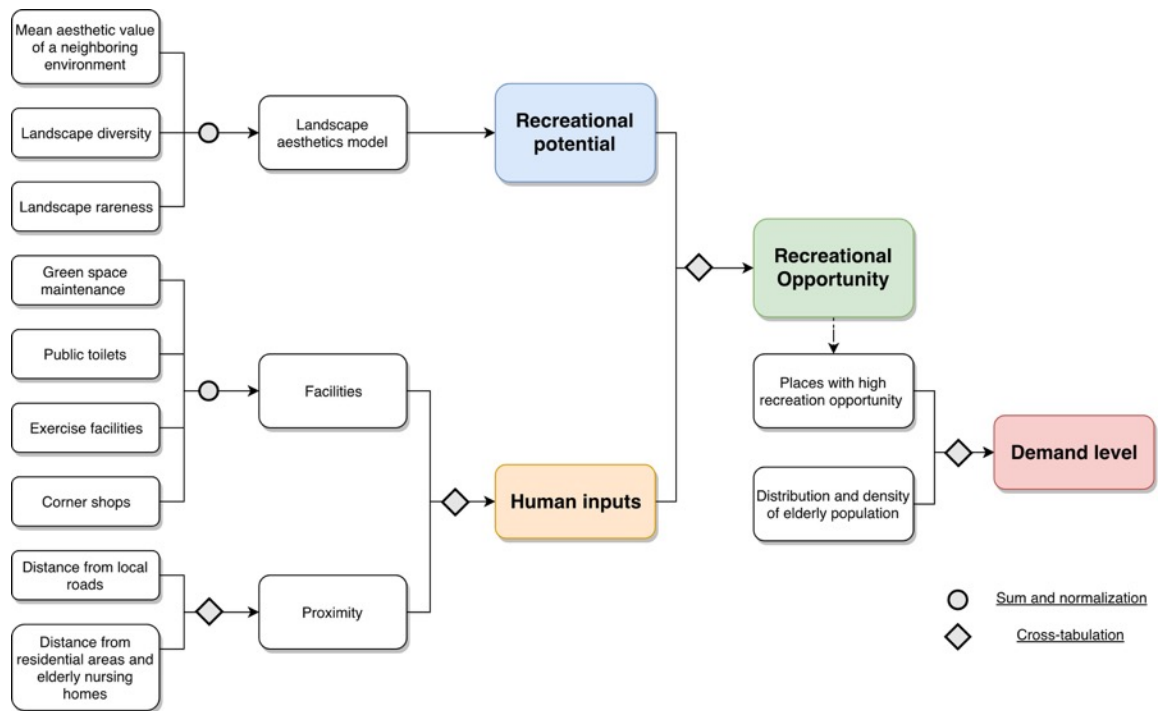 Mean aesthetic value
of a neighboring
environment
Landscape diversity
Landscape rareness
Landscape
aesthetics model
Recreational
potential
Green space
maintenance
Public toilets
Exercise facilities
Corner shops
Facilities
Distance from local
roads
Distance from
residential areas and
elderly nursing
homes
Proximity
Human inputs
Recreational
Opportunity
Places with high
recreation opportunity
Distribution and density
of elderly population
Demand level
Sum and normalization
Cross-tabulation